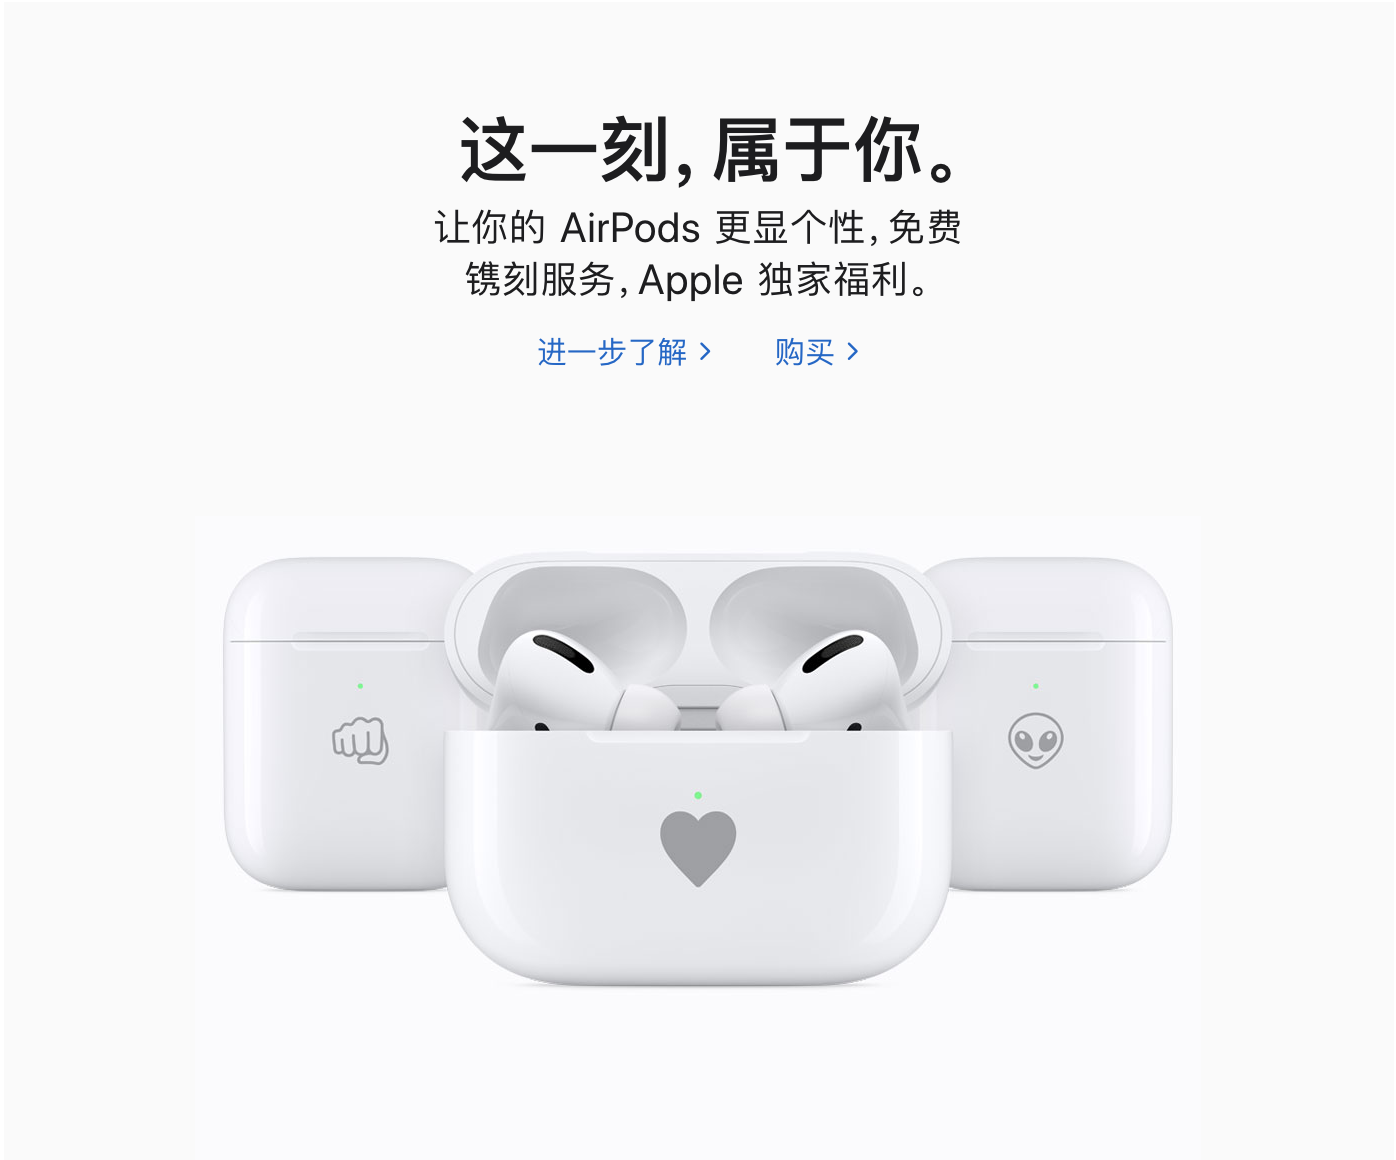 这一刻，属于你。
让你的 AirPods 更显个性，免费
镌刻服务，Apple 独家福利。
进一步了解 >
购买 >